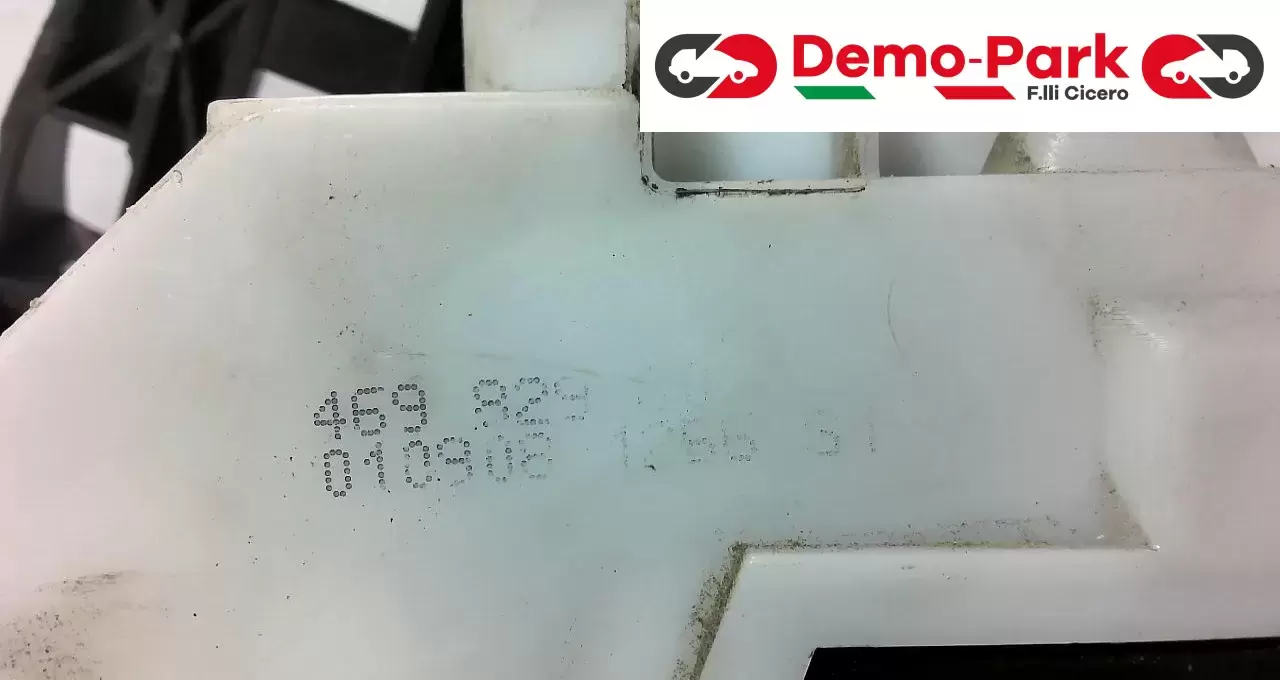 Demo-Park
F.lli Cicero
469 829
010908